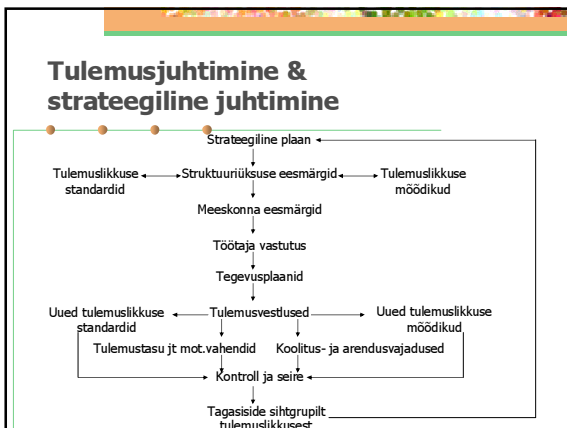 Tulemusjuhtimine &
strateegiline juhtimine
Strateegiline plaan
Tulemuslikkuse
standardid
Struktuuriüksuse eesmärgid
Tulemuslikkuse
mõõdikud
Meeskonna eesmärgid
Töötaja vastutus
Tegevusplaanid
Uued tulemuslikkuse
standardid
Tulemusvestlused
Uued tulemuslikkuse
mõõdikud
Tulemustasu jt mot.vahendid
Koolitus- ja arendusvajadused
Kontroll ja seire
Tagasiside sihtgrupilt
tulemuslikkusest